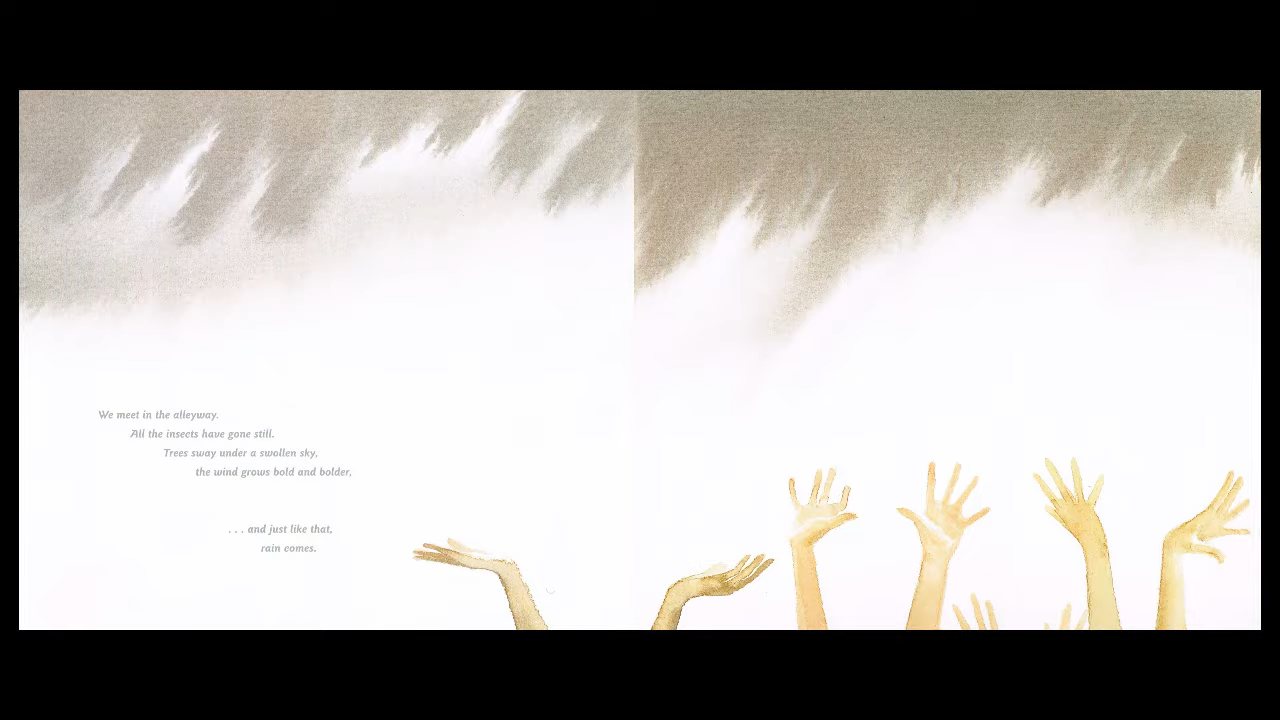 We meet in the alleyway.
All the insects have gone still.
Trees sway under a swollen sky,
the wind grows bold and bolder,
. . . and just like that,
rain comes.